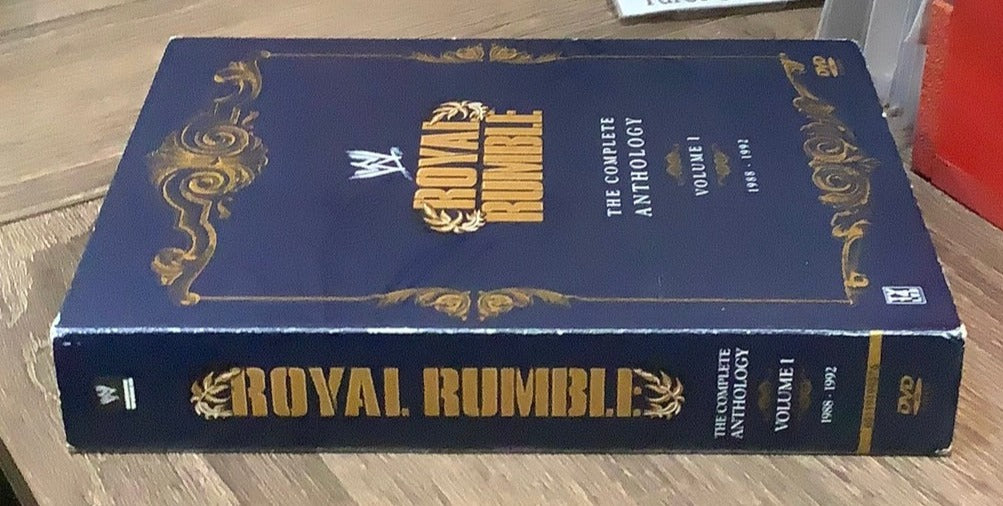 W
ROYAL
RUMBLE
THE COMPLETE
ANTHOLOGY
VOLUME I
1988 · 1992
DVD
W
ROYAL RUMBLE
THE COMPLETE
ANTHOLOGY
VOLUME I
1988 · 1992
DVD